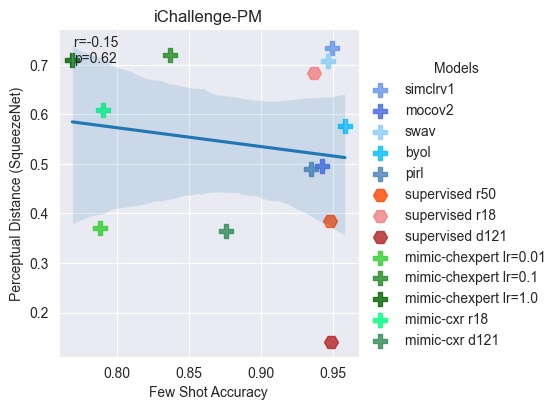 iChallenge-PM
r=-0.15
p=0.62
0.7
0.6
0.5
0.4
0.3
0.2
Perceptual Distance (SqueezeNet)
0.80 0.85 0.90 0.95
Few Shot Accuracy
Models
simclrv1
mocov2
swav
byol
pirl
supervised r50
supervised r18
supervised d121
mimic-chexpert lr=0.01
mimic-chexpert lr=0.1
mimic-chexpert lr=1.0
mimic-cxr r18
mimic-cxr d121